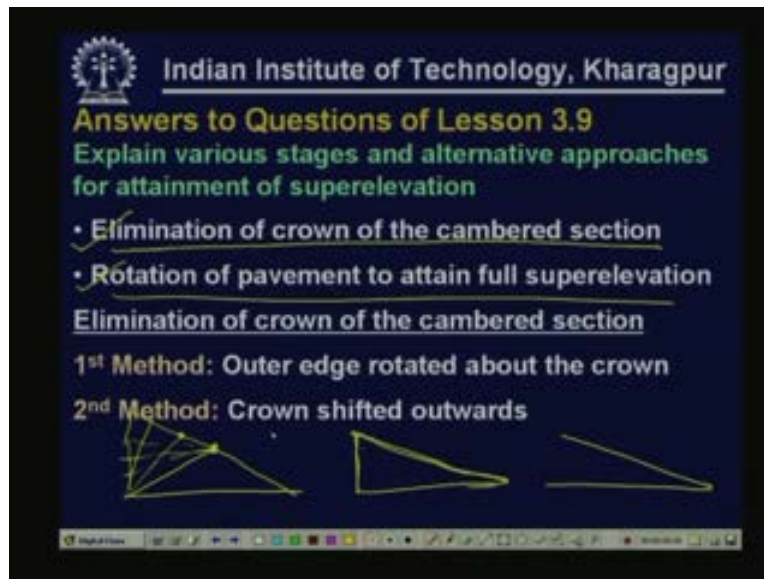 Indian Institute of Technology, Kharagpur
Answers to Questions of Lesson 3.9
Explain various stages and alternative approaches
for attainment of superelevation
• Elimination of crown of the cambered section
• Rotation of pavement to attain full superelevation
Elimination of crown of the cambered section
1st Method: Outer edge rotated about the crown
2nd Method: Crown shifted outwards